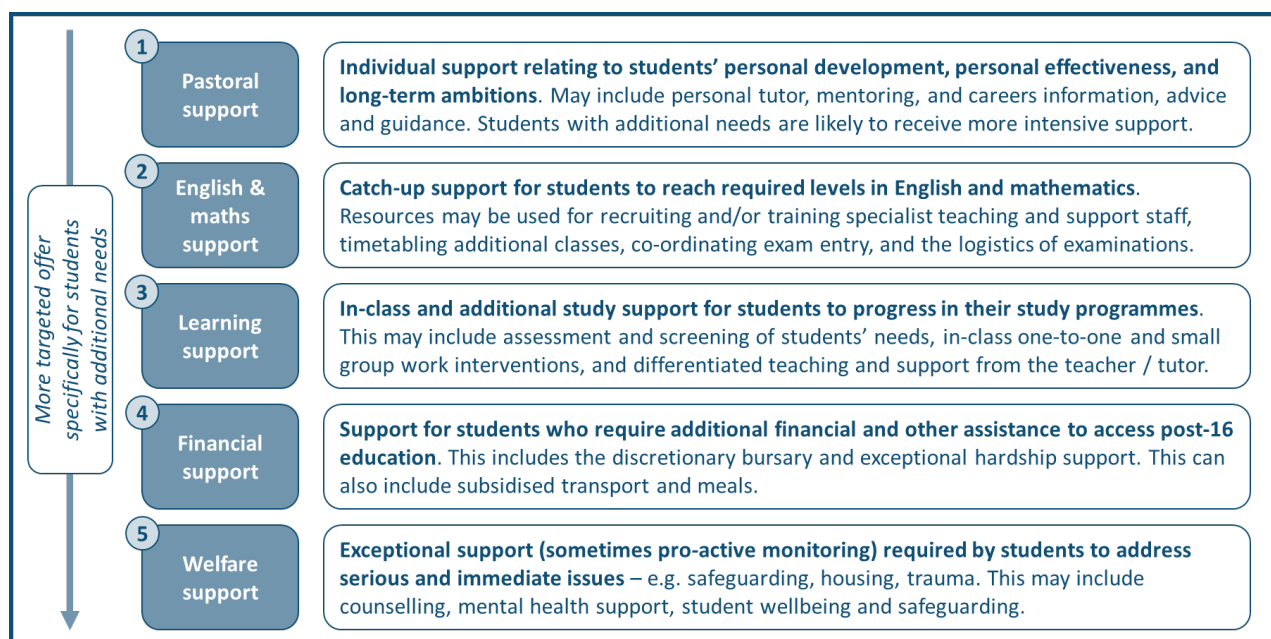 More targeted offer
specifically for students
with additional needs
1
Pastoral
support
Individual support relating to students’ personal development, personal effectiveness, and
long-term ambitions. May include personal tutor, mentoring, and careers information, advice
and guidance. Students with additional needs are likely to receive more intensive support.
2
English &
maths
support
Catch-up support for students to reach required levels in English and mathematics.
Resources may be used for recruiting and/or training specialist teaching and support staff,
timetabling additional classes, co-ordinating exam entry, and the logistics of examinations.
3
Learning
support
In-class and additional study support for students to progress in their study programmes.
This may include assessment and screening of students’ needs, in-class one-to-one and small
group work interventions, and differentiated teaching and support from the teacher / tutor.
4
Financial
support
Support for students who require additional financial and other assistance to access post-16
education. This includes the discretionary bursary and exceptional hardship support. This can
also include subsidised transport and meals.
5
Welfare
support
Exceptional support (sometimes pro-active monitoring) required by students to address
serious and immediate issues – e.g. safeguarding, housing, trauma. This may include
counselling, mental health support, student wellbeing and safeguarding.